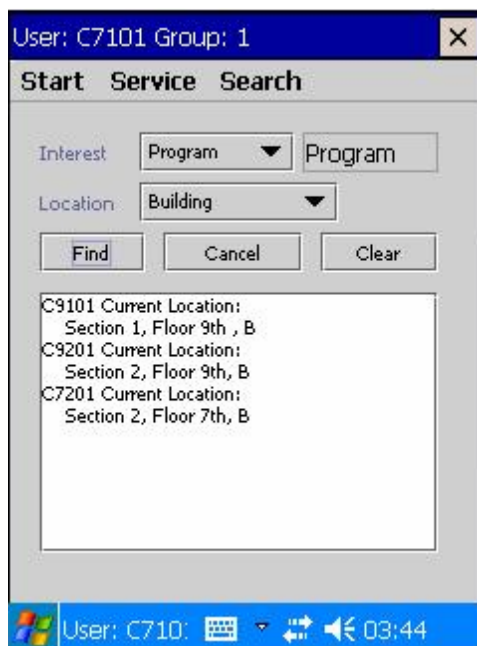 User: C7101 Group: 1
Start Service Search
Interest Program Program
Location Building
Find Cancel Clear
C9101 Current Location:
Section 1, Floor 9th , B
C9201 Current Location:
Section 2, Floor 9th, B
C7201 Current Location:
Section 2, Floor 7th, B
User: C710: 03:44